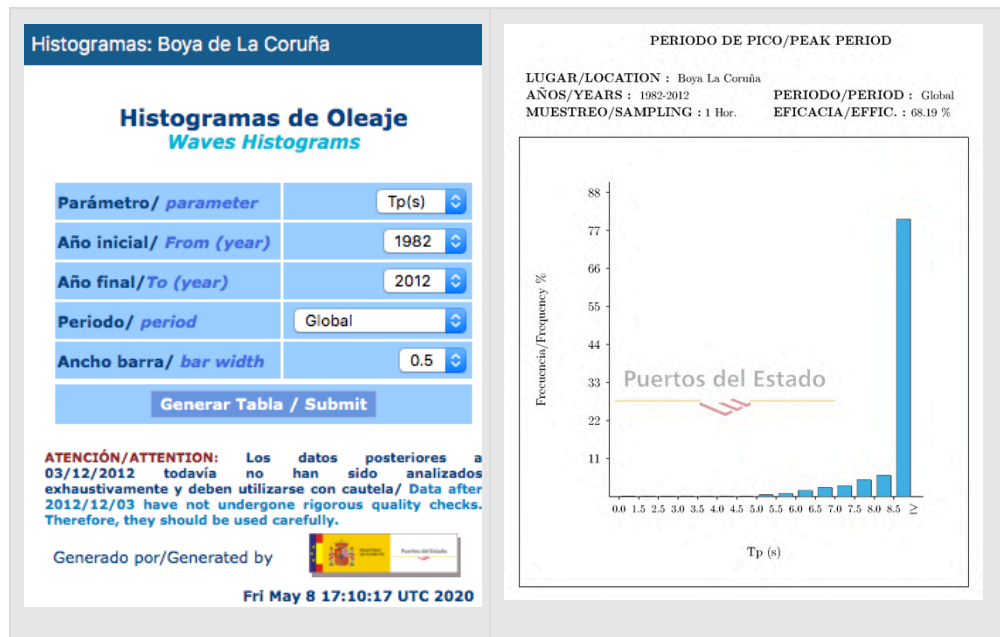 Histogramas: Boya de La Coruña
Histogramas de Oleaje
Waves Histograms
Parámetro/ parameter Tp(s)
Año inicial/ From (year) 1982
Año final/To (year) 2012
Periodo/ period Global
Ancho barra/ bar width 0.5
Generar Tabla / Submit
ATENCIÓN/ATTENTION: Los datos posteriores a
03/12/2012 todavía no han sido analizados
exhaustivamente y deben utilizarse con cautela/ Data after
2012/12/03 have not undergone rigorous quality checks.
Therefore, they should be used carefully.
Generado por/Generated by
Puertos del Estado
Fri May 8 17:10:17 UTC 2020
PERIODO DE PICO/PEAK PERIOD
LUGAR/LOCATION : Boya La Coruña
AÑOS/YEARS : 1982-2012 PERIODO/PERIOD : Global
MUESTREO/SAMPLING : 1 Hor. EFICACIA/EFFIC. : 68.19 %
88
77
66
55
44
33
22
11
Frecuencia/Frequency %
Puertos del Estado
0.0 1.5 2.5 3.0 3.5 4.0 4.5 5.0 5.5 6.0 6.5 7.0 7.5 8.0 8.5 ≥
Tp (s)